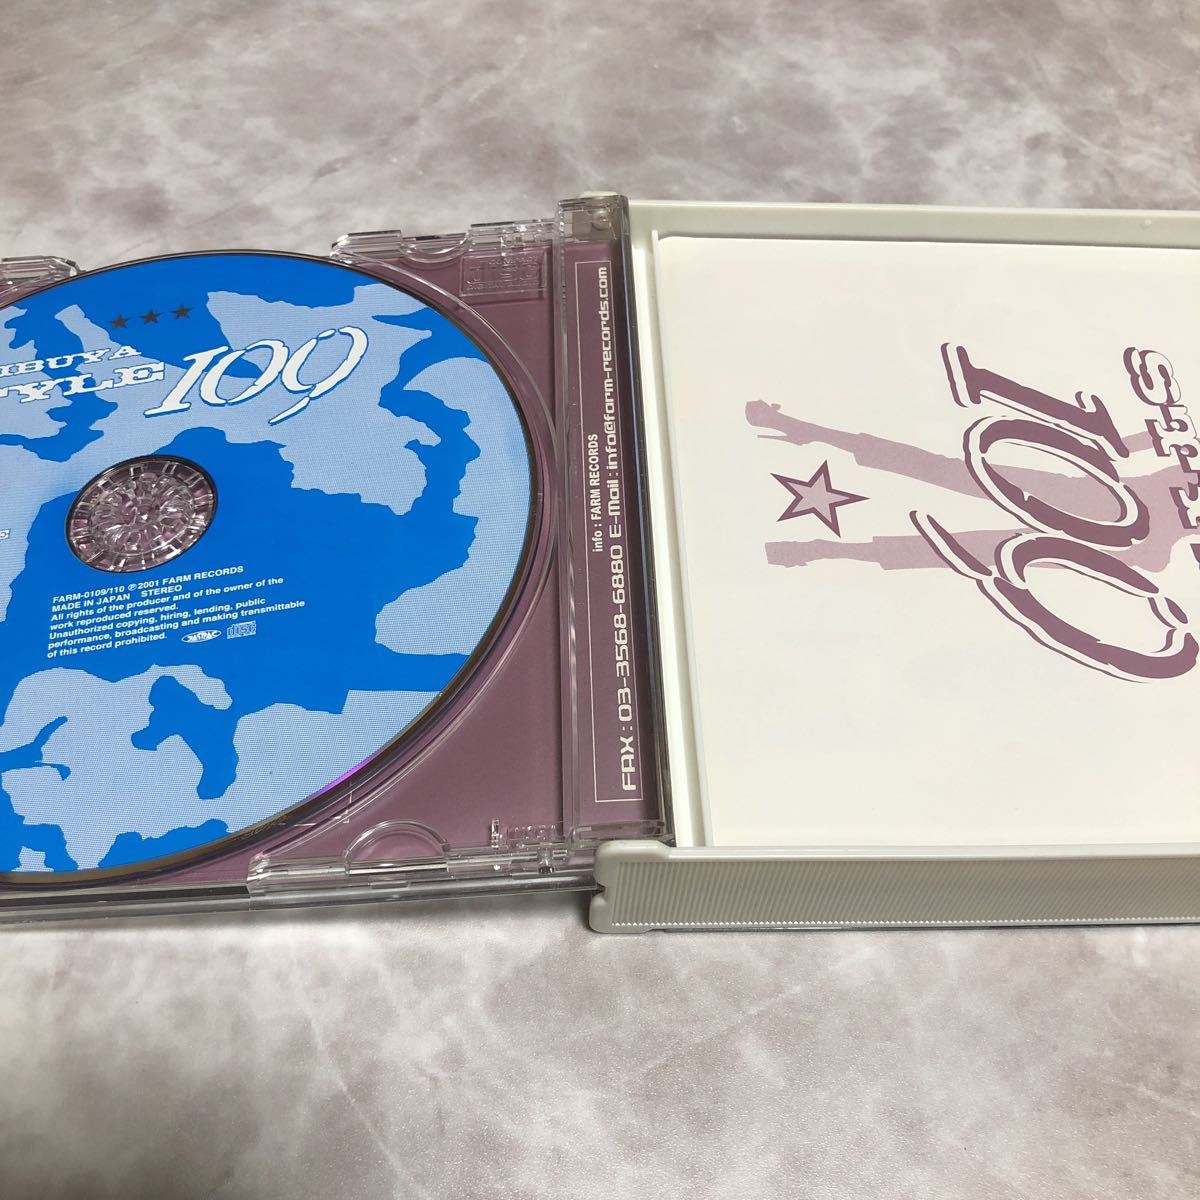 109
FARM-0109/110 ℗2001 FARM RECORDS
MADE IN JAPAN STEREO
All rights of the producer and of the owner of the
work reproduced reserved.
Unauthorized copying, hiring, lending, public
performance, broadcasting and making transmittable
of this record prohibited.
info : FARM RECORDS
FAX : 03-3568-6880 E-Mail : info@farm-records.com
109